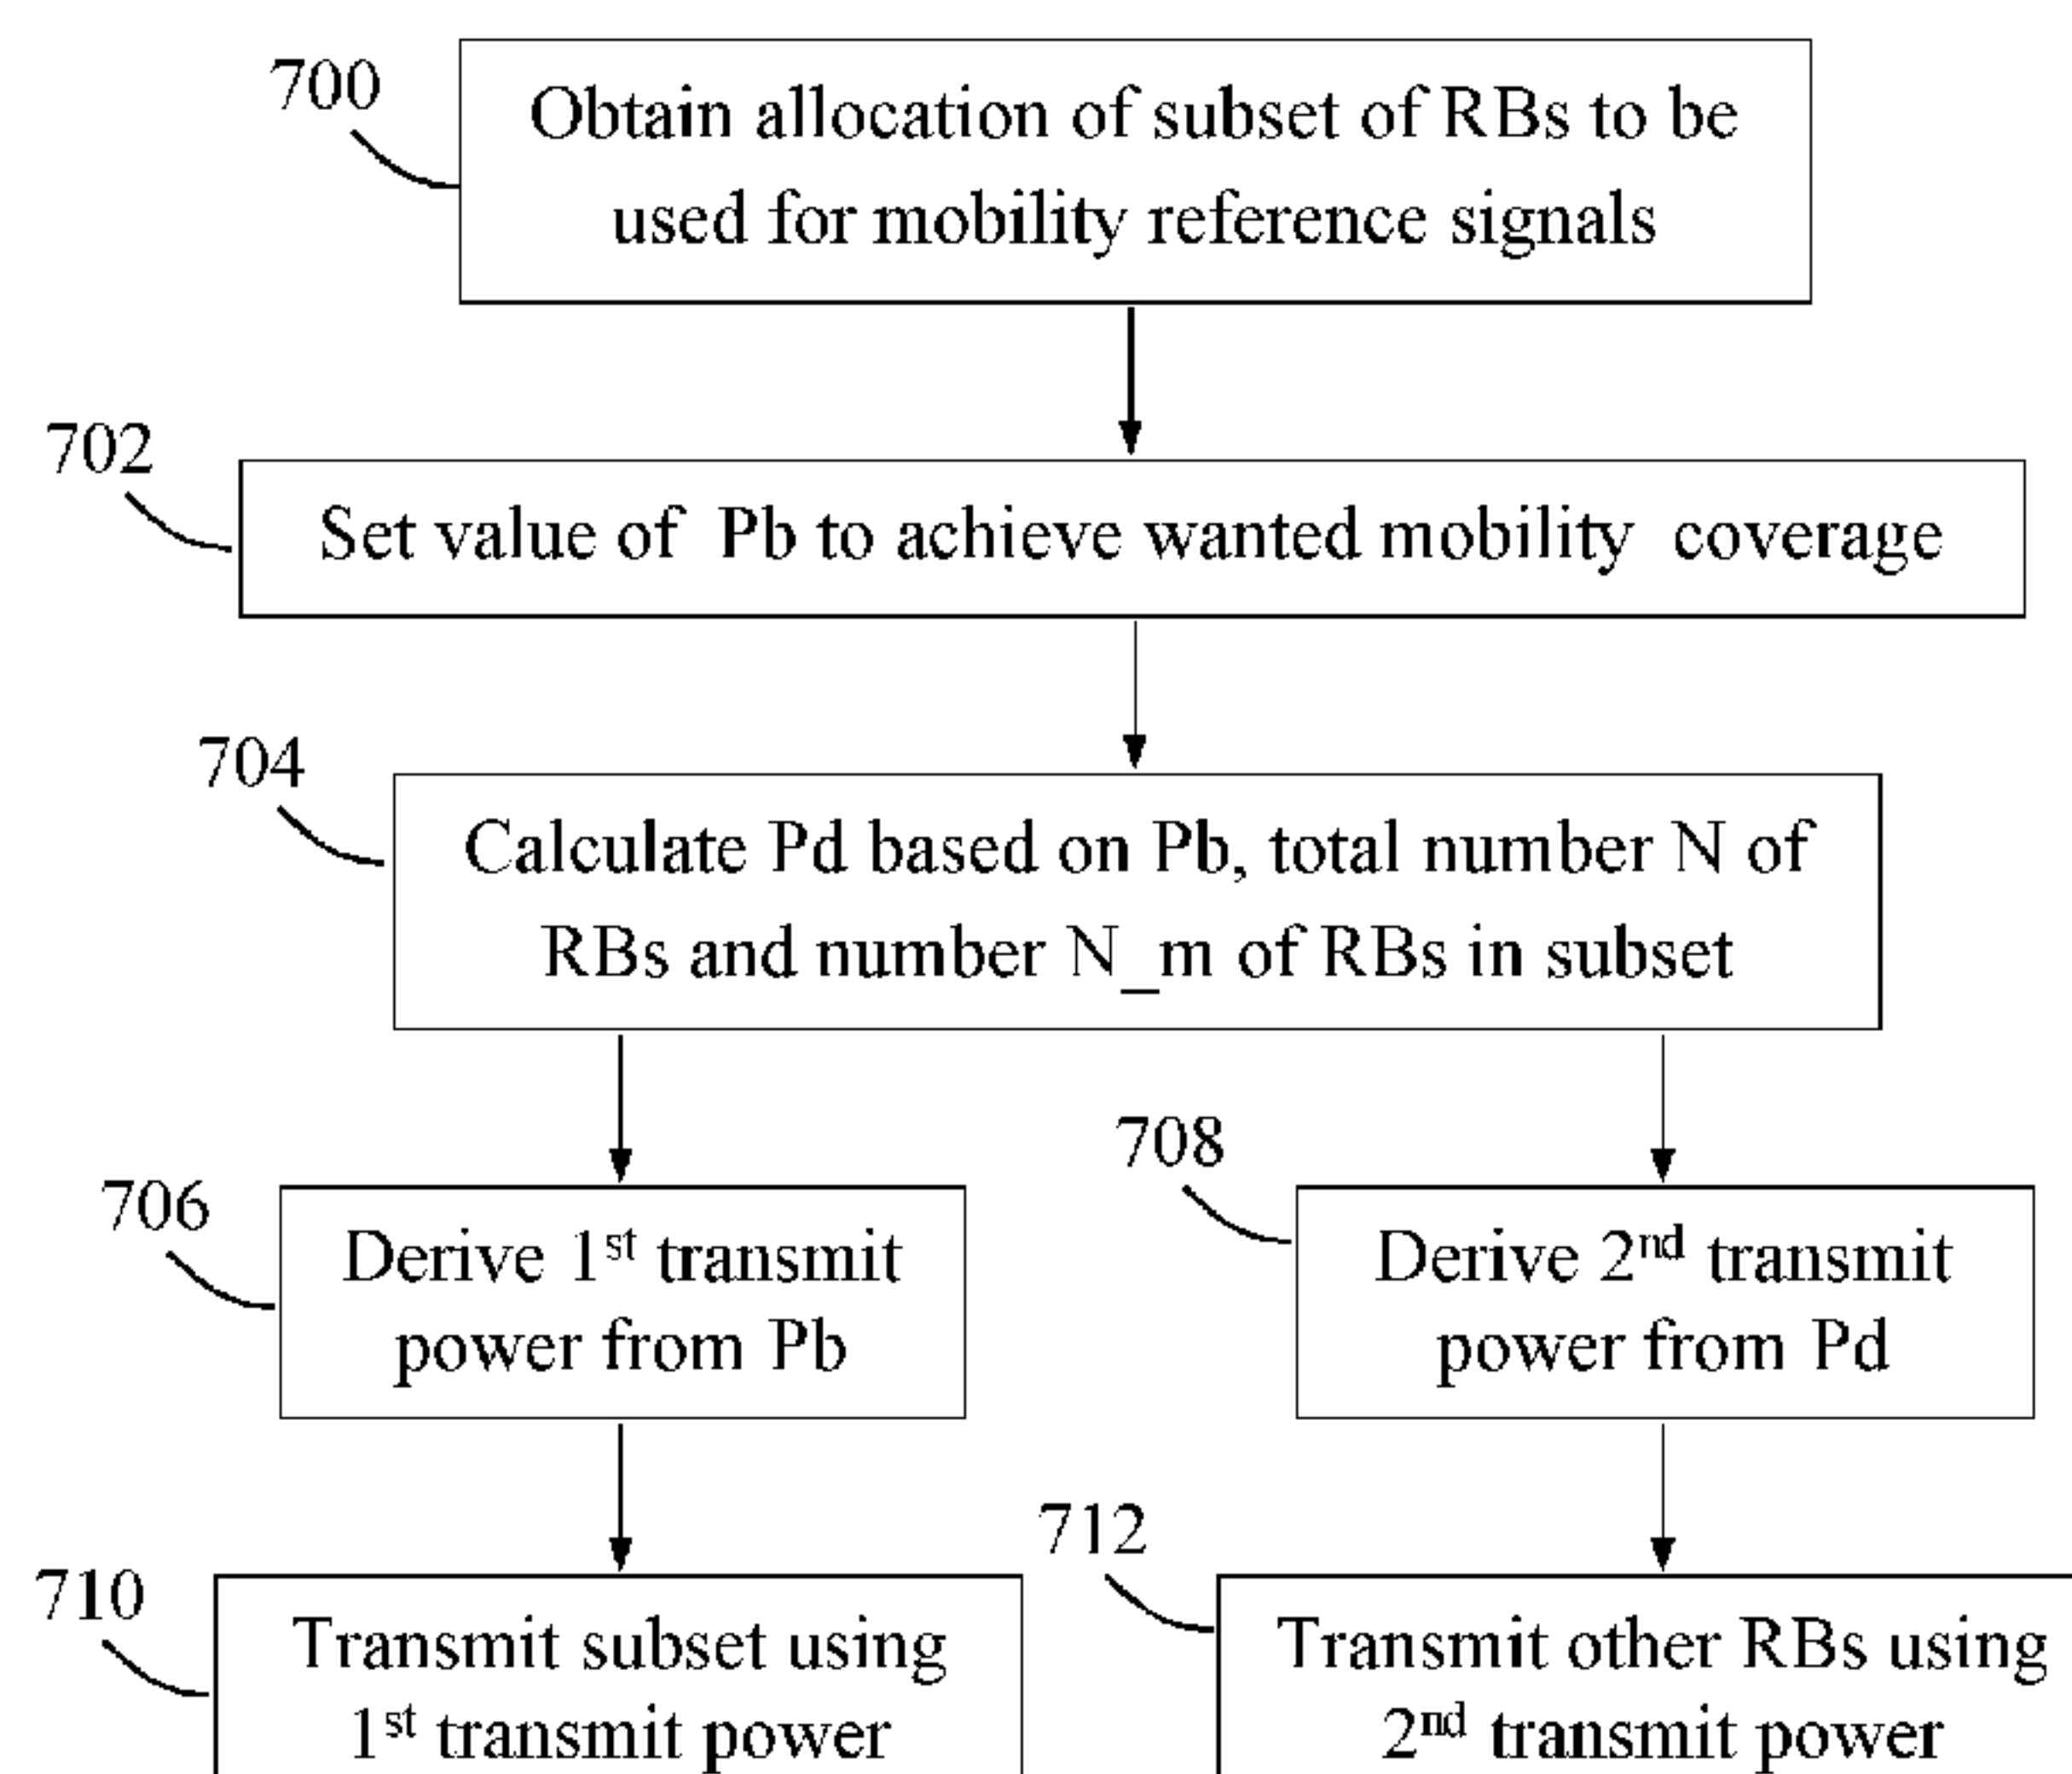 700
Obtain allocation of subset of RBs to be
used for mobility reference signals
702
Set value of Pb to achieve wanted mobility coverage
704
Calculate Pd based on Pb, total number N of
RBs and number N_m of RBs in subset
706
Derive 1st transmit
power from Pb
708
Derive 2nd transmit
power from Pd
710
Transmit subset using
1st transmit power
712
Transmit other RBs using
2nd transmit power